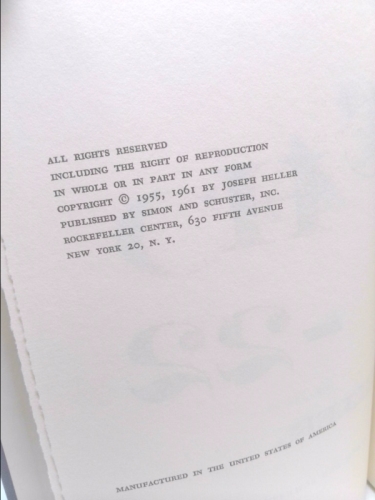 ALL RIGHTS RESERVED
INCLUDING THE RIGHT OF REPRODUCTION
IN WHOLE OR IN PART IN ANY FORM
COPYRIGHT © 1955, 1961 BY JOSEPH HELLER
PUBLISHED BY SIMON AND SCHUSTER, INC.
ROCKEFELLER CENTER, 630 FIFTH AVENUE
NEW YORK 20, N. Y.
MANUFACTURED IN THE UNITED STATES OF AMERICA